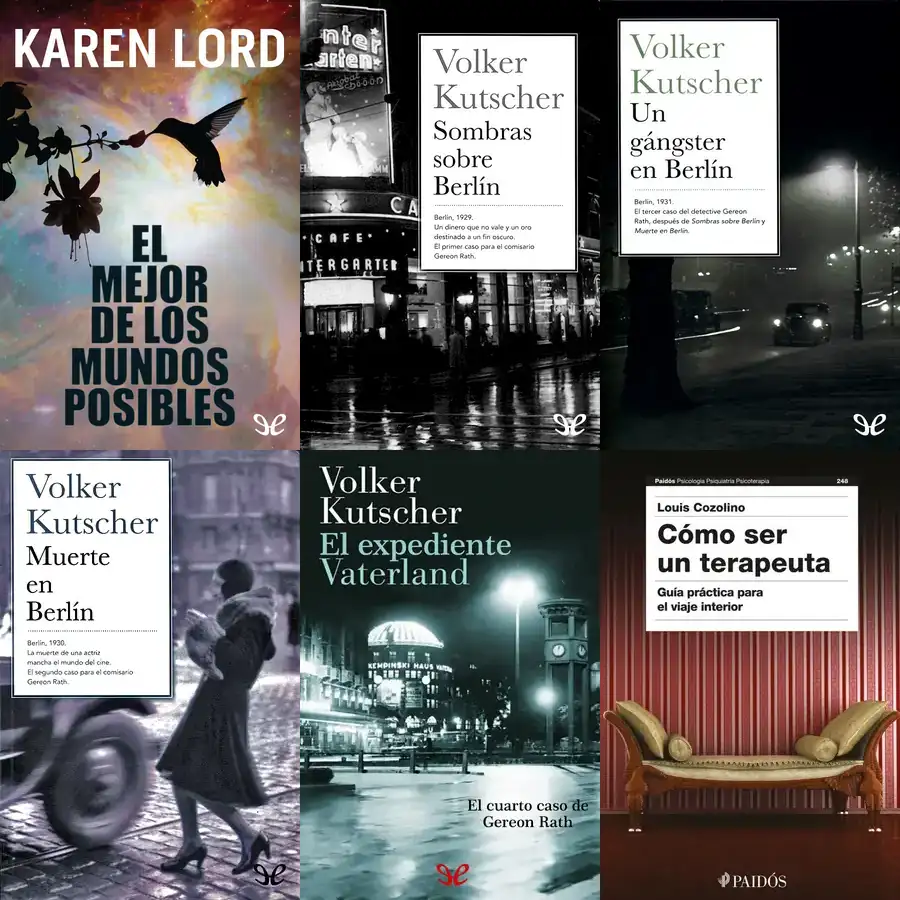 KAREN LORD
EL
MEJOR
DE LOS
MUNDOS
POSIBLES
Volker
Kutscher
Sombras
sobre
Berlín
Berlín, 1929.
Un dinero que no vale y un oro
destinado a un fin oscuro.
El primer caso para el comisario
Gereon Rath.
CAFE
Volker
Kutscher
Un
gángster
en Berlín
Berlín, 1931.
El tercer caso del detective Gereon
Rath, después de Sombras sobre Berlín y
Muerte en Berlín.
Volker
Kutscher
Muerte
en
Berlín
Berlín, 1930.
La muerte de una actriz
mancha el mundo del cine.
El segundo caso para el comisario
Gereon Rath.
Volker
Kutscher
El expediente
Vaterland
KEMPINSKI HAUS
El cuarto caso de
Gereon Rath
Paidós Psicología Psiquiatría Psicoterapia 248
Louis Cozolino
Cómo ser
un terapeuta
Guía práctica para
el viaje interior
PAIDÓS